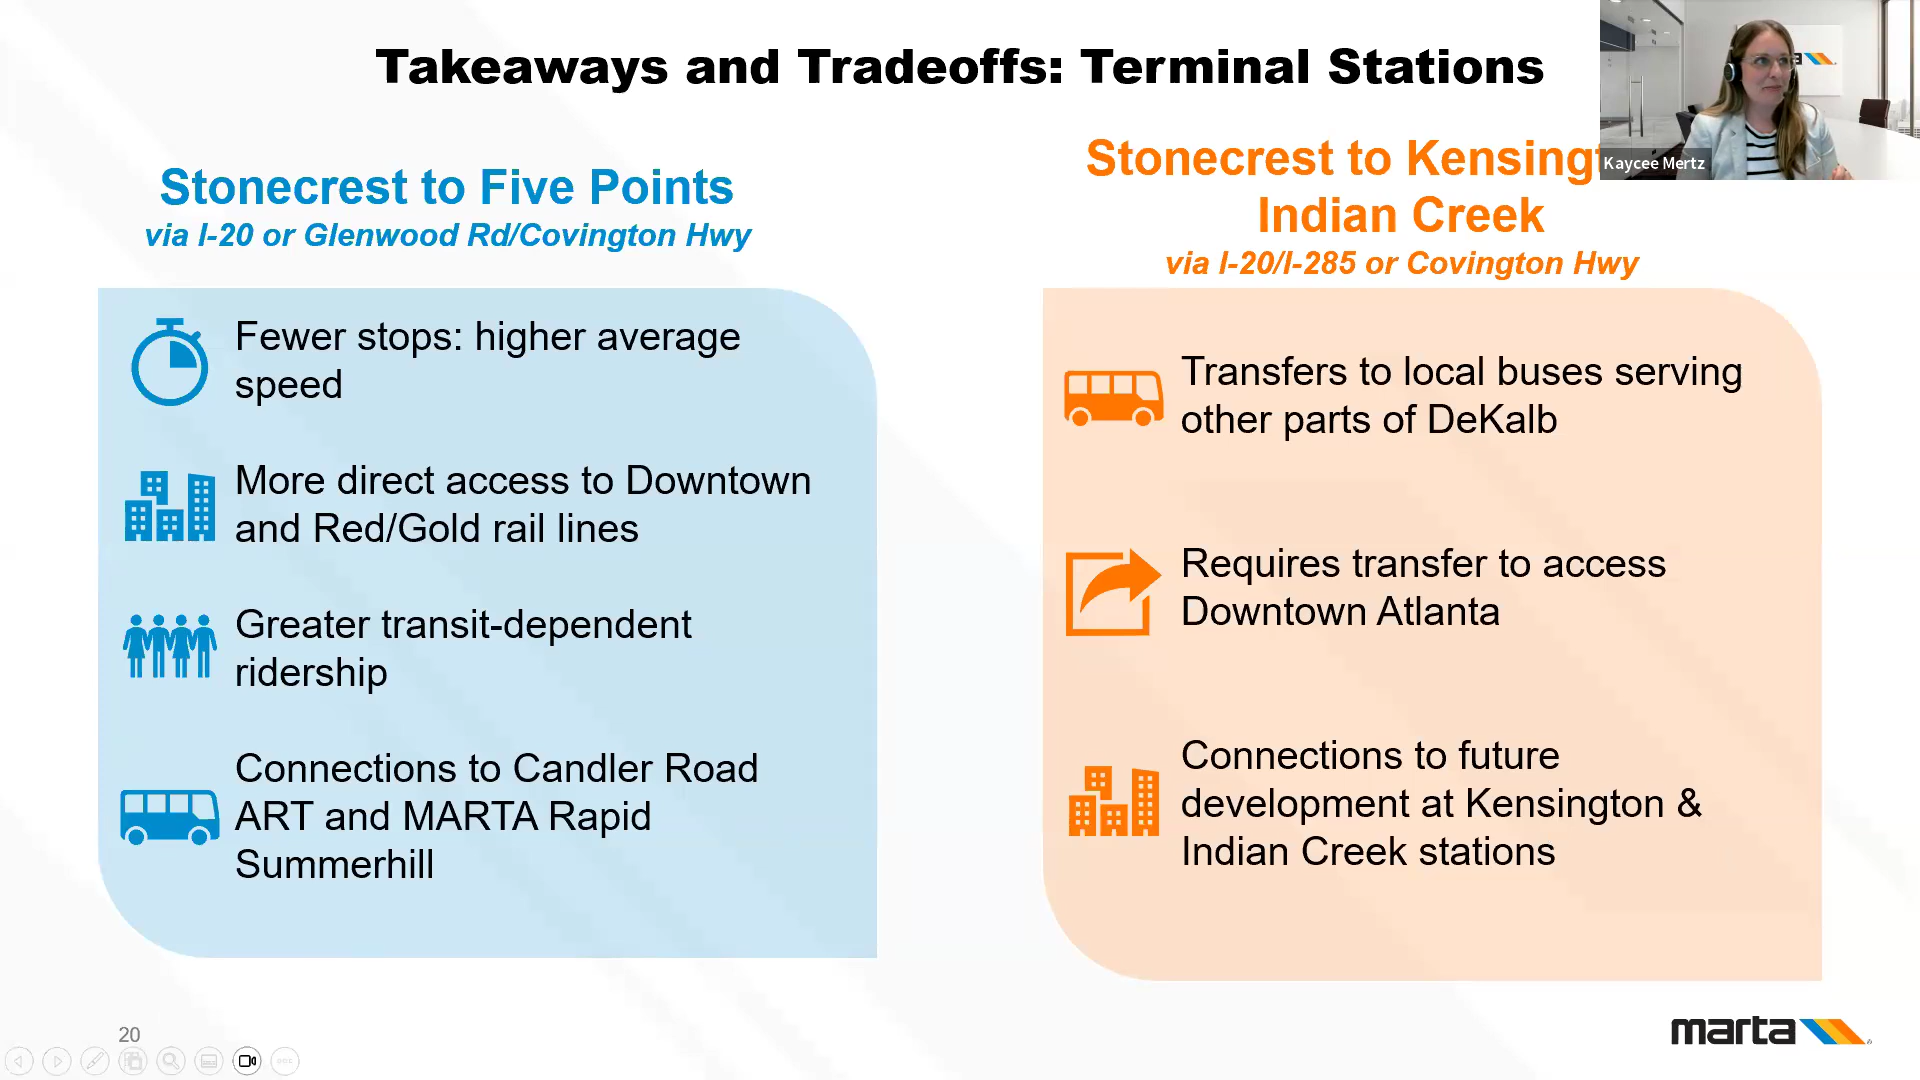 Takeaways and Tradeoffs: Terminal Stations
Kaycee Mertz
Stonecrest to Five Points
via I-20 or Glenwood Rd/Covington Hwy
Fewer stops: higher average
speed
More direct access to Downtown
and Red/Gold rail lines
Greater transit-dependent
ridership
Connections to Candler Road
ART and MARTA Rapid
Summerhill
Stonecrest to Kensing
Indian Creek
via I-20/I-285 or Covington Hwy
Transfers to local buses serving
other parts of DeKalb
Requires transfer to access
Downtown Atlanta
Connections to future
development at Kensington &
Indian Creek stations
20
marta